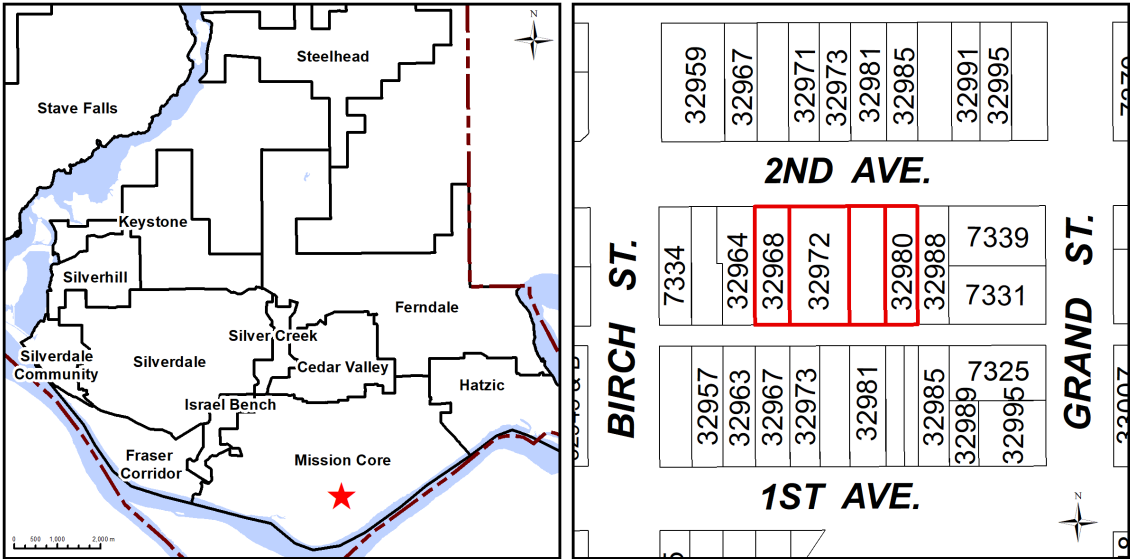 N
Steelhead
Stave Falls
Keystone
Silverhill
Ferndale
Silver Creek
Silverdale
Community
Silverdale
Cedar Valley
Hatzic
Israel Bench
Fraser
Corridor
Mission Core
0 500 1,000 2,000 m
N
32959
32967
32971
32973
32981
32985
32991
32995
2ND AVE.
BIRCH ST.
7334
32964
32968
32972
32980
32988
7339
7331
GRAND ST.
32957
32963
32967
32973
32981
32985
7325
32989
32995
33007
1ST AVE.
N